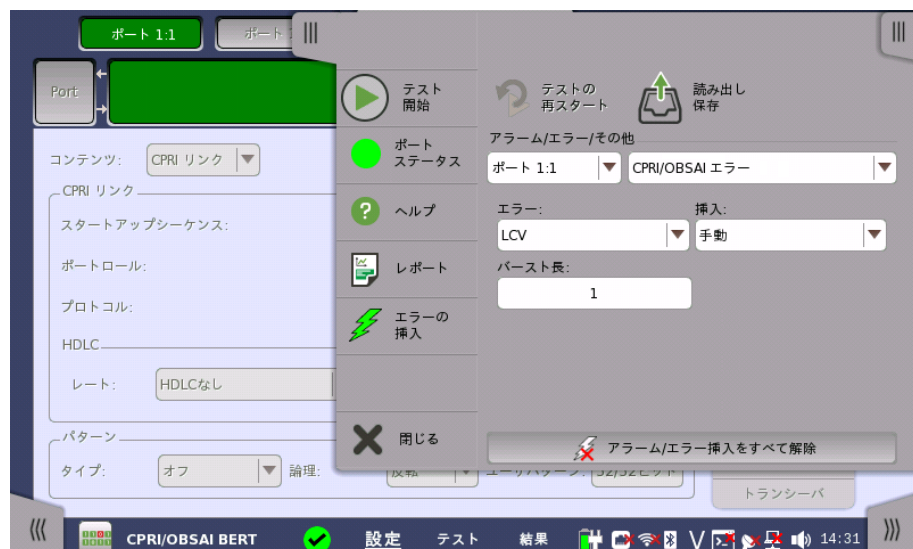 ポート 1:1
ポート
Port
コンテンツ: CPRI リンク
CPRI リンク
スタートアップシーケンス:
ポートロール:
プロトコル:
HDLC
レート: HDLCなし
パターン
タイプ: オフ 論理: 反転 ユーザパターン: 32/32ビット
トランシーバ
テスト
開始
ポート
ステータス
ヘルプ
レポート
エラーの
挿入
閉じる
テストの
再スタート
読み出し
保存
アラーム/エラー/その他
ポート 1:1 CPRI/OBSAI エラー
エラー: 挿入:
LCV 手動
バースト長:
1
アラーム/エラー挿入をすべて解除
CPRI/OBSAI BERT 設定 テスト 結果 14:31